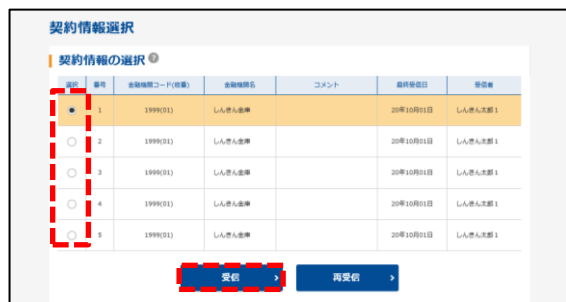 契約情報選択
契約情報の選択 ?
選択 番号 金融機関コード(枝番) 金融機関名 コメント 最終受信日 受信者
1 1999(01) しんきん金庫 20年10月01日 しんきん太郎1
2 1999(01) しんきん金庫 20年10月01日 しんきん太郎1
3 1999(01) しんきん金庫 20年10月01日 しんきん太郎1
4 1999(01) しんきん金庫 20年10月01日 しんきん太郎1
5 1999(01) しんきん金庫 20年10月01日 しんきん太郎1
受信 再受信